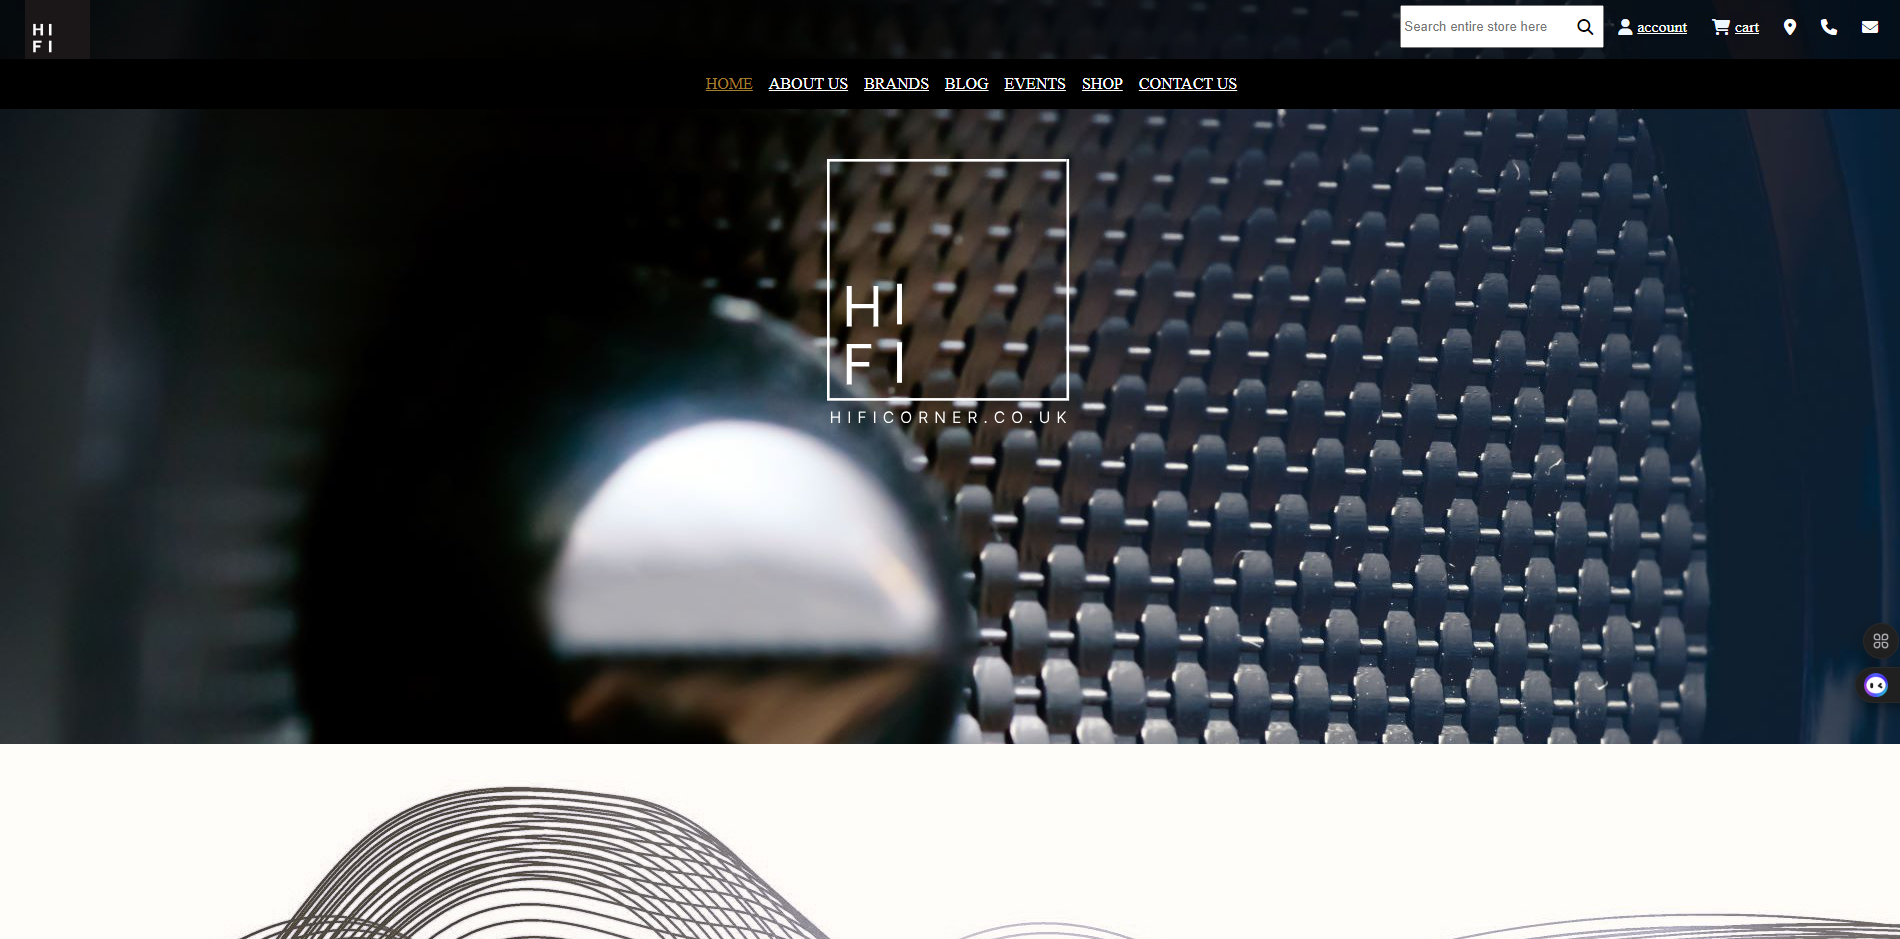 HI
FI
Search entire store here
account
cart
HOME ABOUT US BRANDS BLOG EVENTS SHOP CONTACT US
HI
FI
HIFICORNER.CO.UK